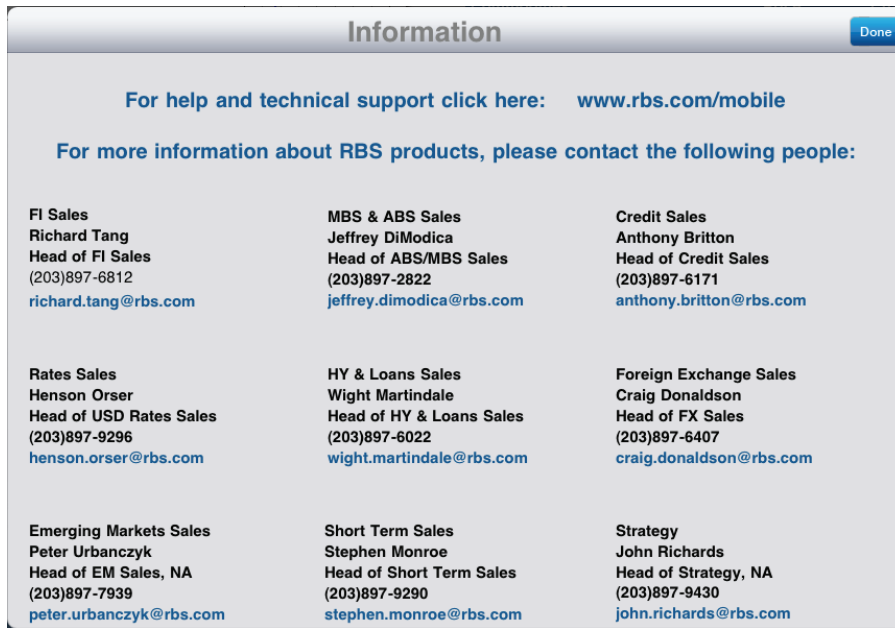 Information
Done
For help and technical support click here: www.rbs.com/mobile
For more information about RBS products, please contact the following people:
FI Sales
Richard Tang
Head of FI Sales
(203)897-6812
richard.tang@rbs.com
MBS & ABS Sales
Jeffrey DiModica
Head of ABS/MBS Sales
(203)897-2822
jeffrey.dimodica@rbs.com
Credit Sales
Anthony Britton
Head of Credit Sales
(203)897-6171
anthony.britton@rbs.com
Rates Sales
Henson Orser
Head of USD Rates Sales
(203)897-9296
henson.orser@rbs.com
HY & Loans Sales
Wight Martindale
Head of HY & Loans Sales
(203)897-6022
wight.martindale@rbs.com
Foreign Exchange Sales
Craig Donaldson
Head of FX Sales
(203)897-6407
craig.donaldson@rbs.com
Emerging Markets Sales
Peter Urbanczyk
Head of EM Sales, NA
(203)897-7939
peter.urbanczyk@rbs.com
Short Term Sales
Stephen Monroe
Head of Short Term Sales
(203)897-9290
stephen.monroe@rbs.com
Strategy
John Richards
Head of Strategy, NA
(203)897-9430
john.richards@rbs.com